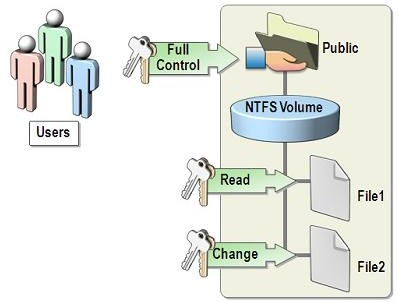 Full
Control
Public
NTFS Volume
Users
Read
File1
Change
File2